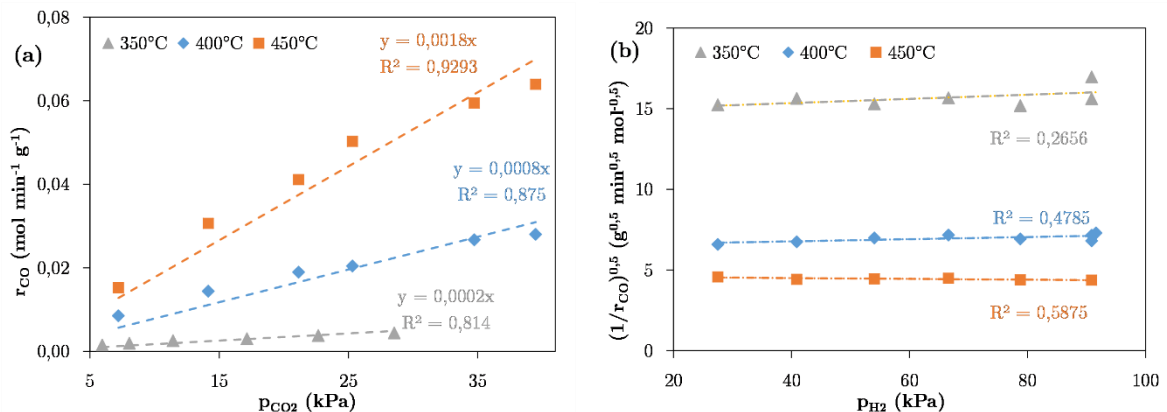 (a)
350°C 400°C 450°C
y = 0,0018x
R² = 0,9293
y = 0,0008x
R² = 0,875
y = 0,0002x
R² = 0,814
0,08
0,06
0,04
0,02
0,00
5 15 25 35
r_CO (mol min⁻¹ g⁻¹)
p_CO2 (kPa)
(b)
350°C 400°C 450°C
R² = 0,2656
R² = 0,4785
R² = 0,5875
20
15
10
5
0
20 40 60 80 100
(1/r_CO)^0,5 (g^0,5 min^0,5 mol^-0,5)
p_H2 (kPa)